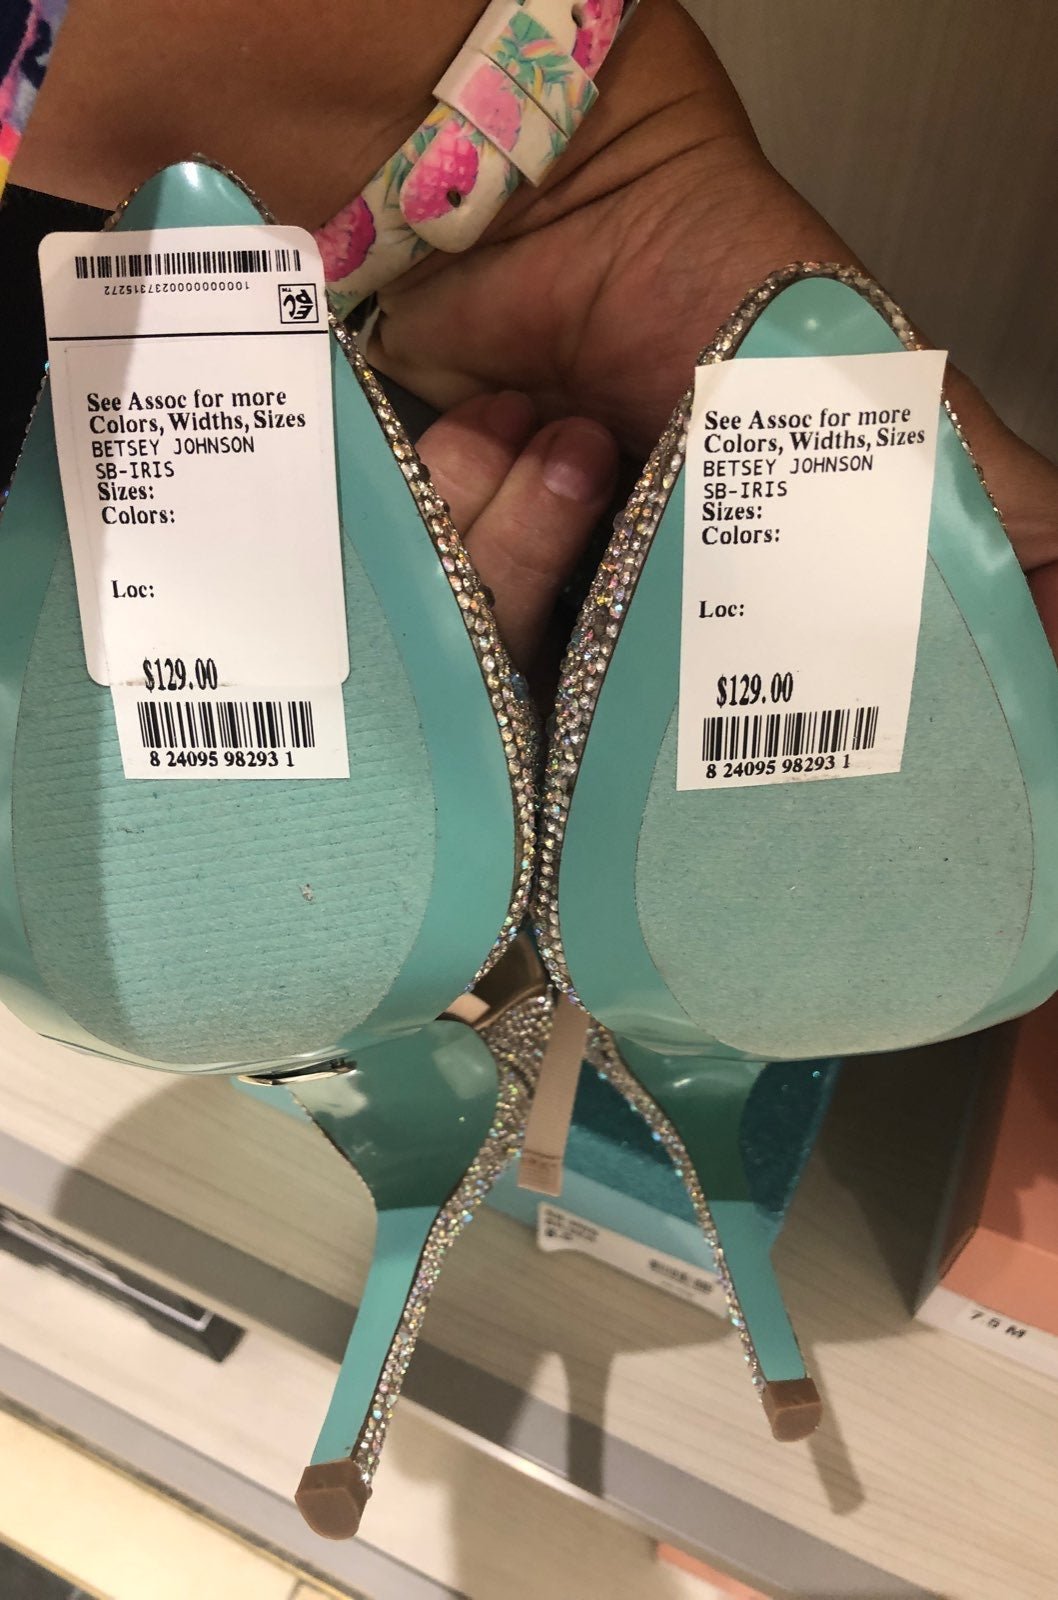 1000000000237315272
EPC™
See Assoc for more
Colors, Widths, Sizes
BETSEY JOHNSON
SB-IRIS
Sizes:
Colors:
Loc:
$129.00
8 24095 98293 1
See Assoc for more
Colors, Widths, Sizes
BETSEY JOHNSON
SB-IRIS
Sizes:
Colors:
Loc:
$129.00
8 24095 98293 1
7.5 M